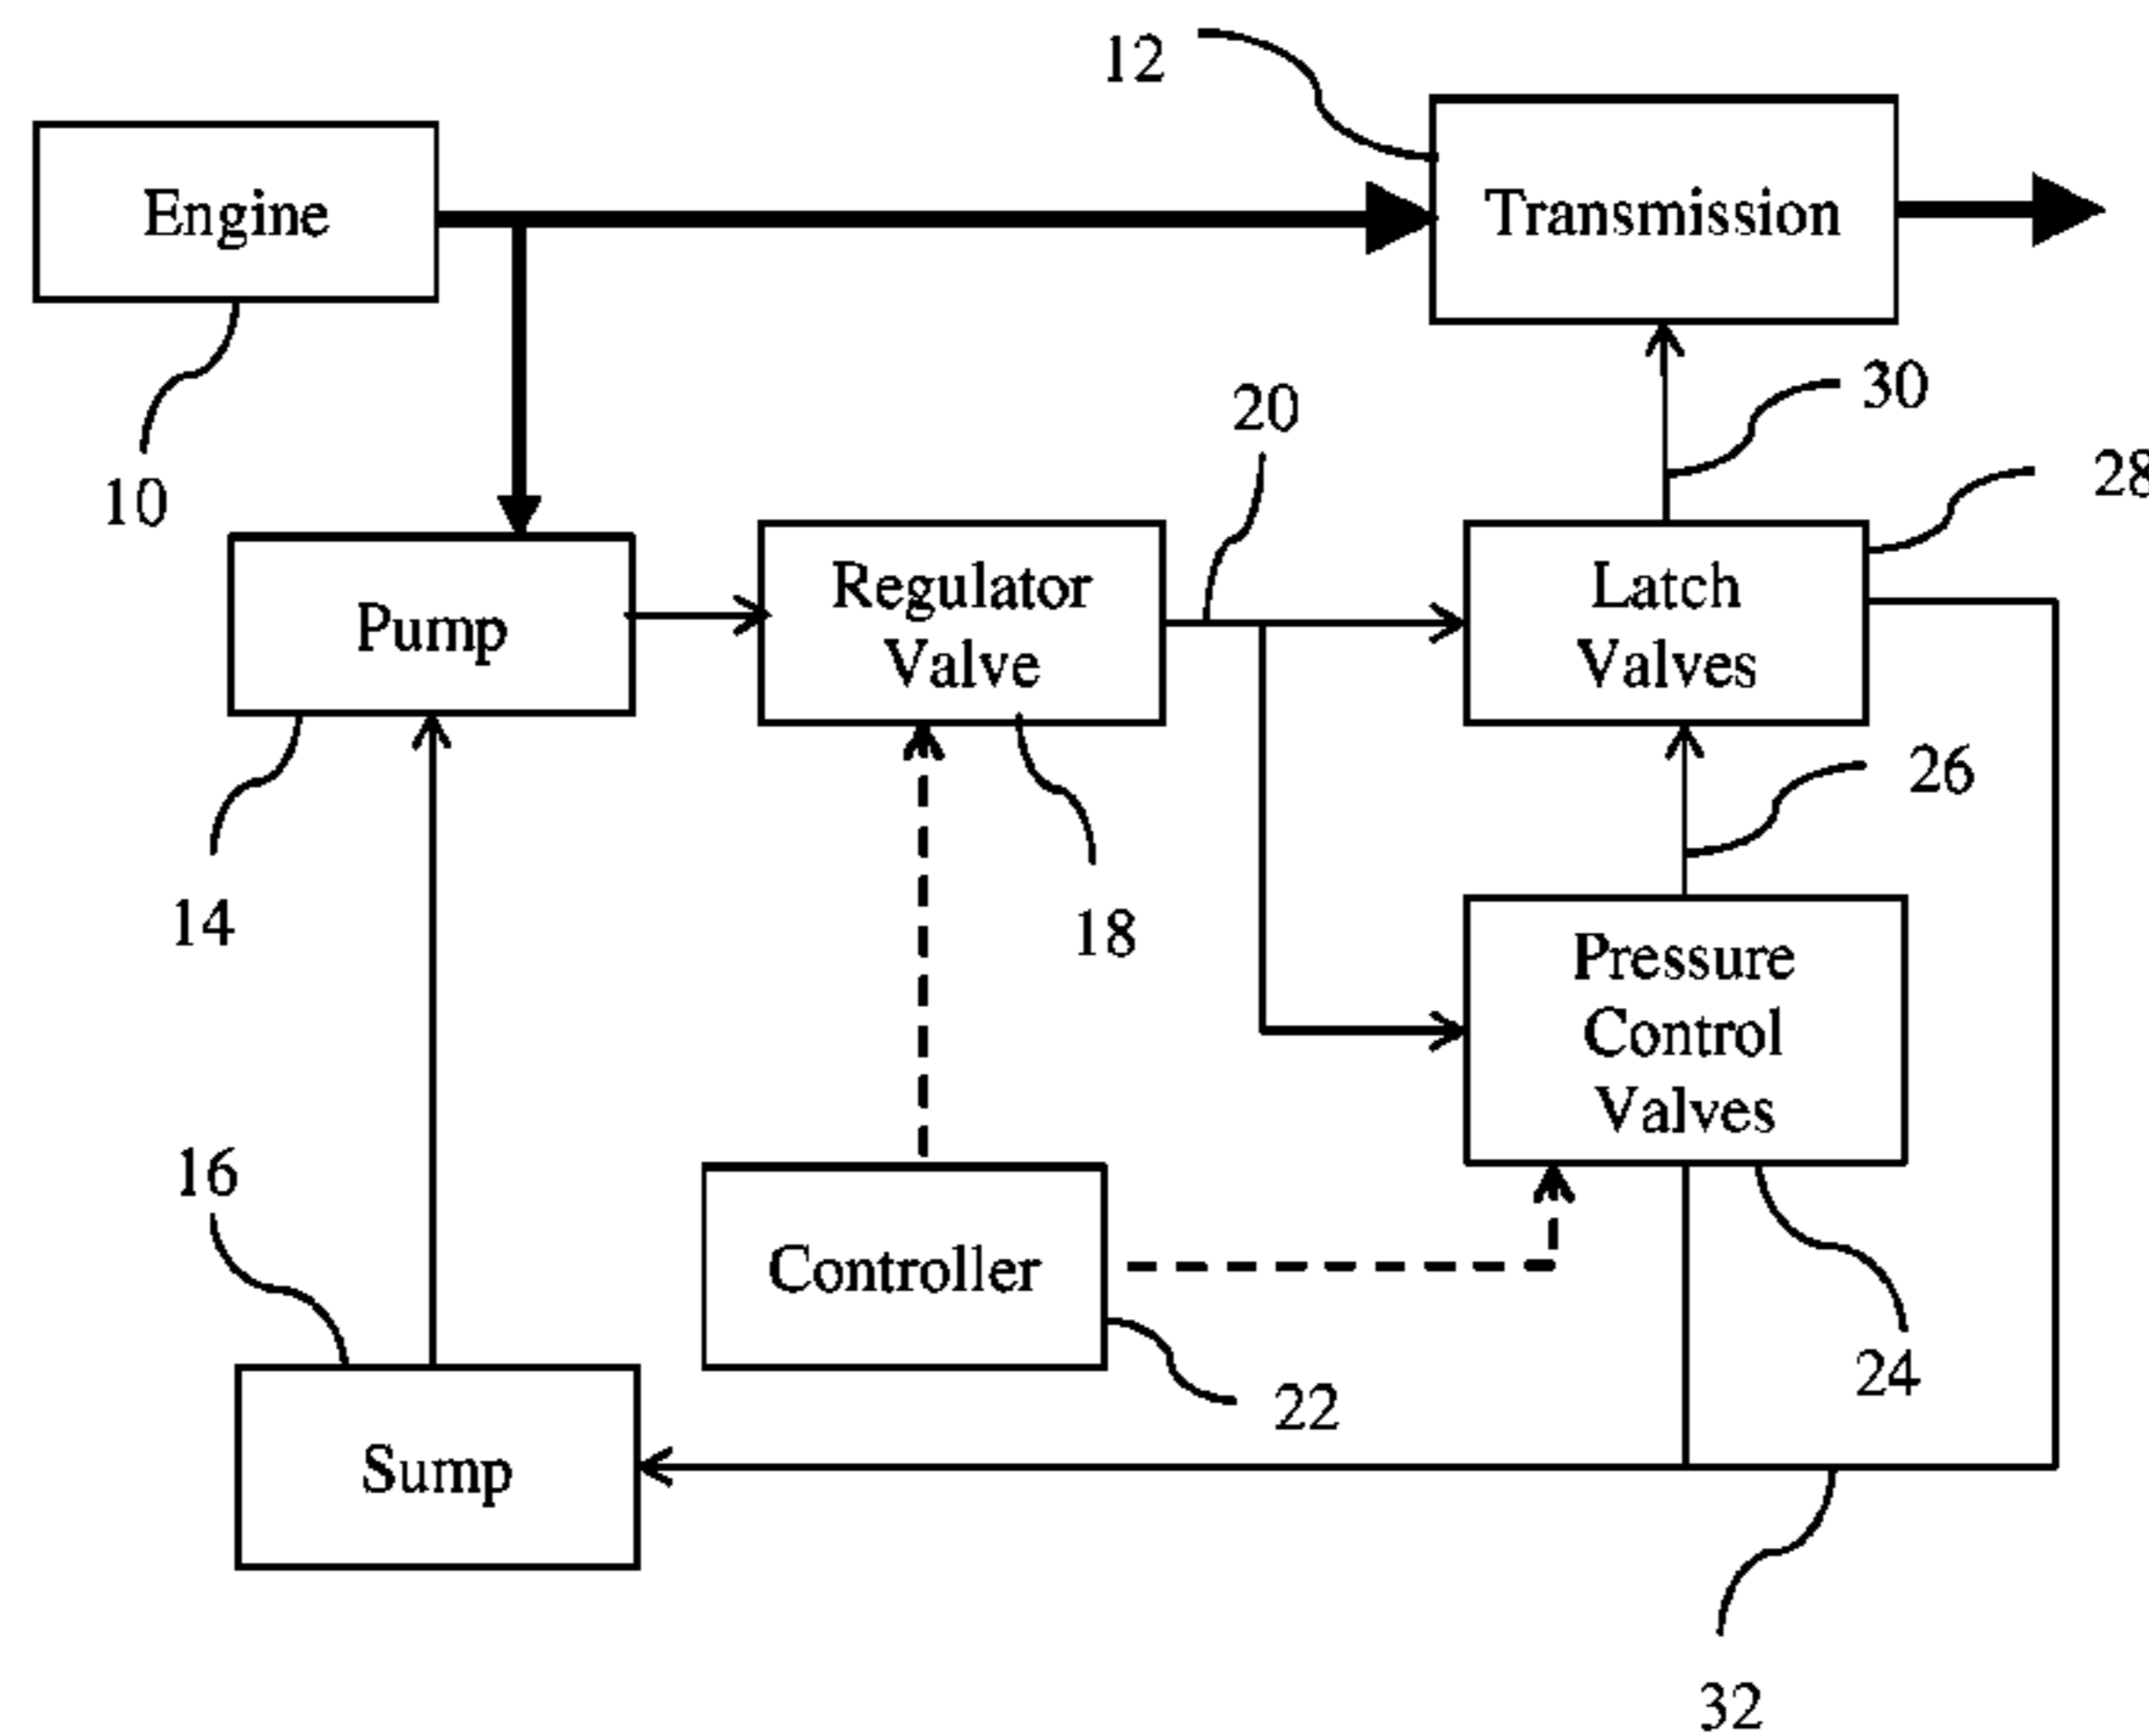 12
Engine
Transmission
10
20
30
28
Pump
Regulator
Valve
Latch
Valves
26
14
18
Pressure
Control
Valves
16
Controller
24
22
Sump
32